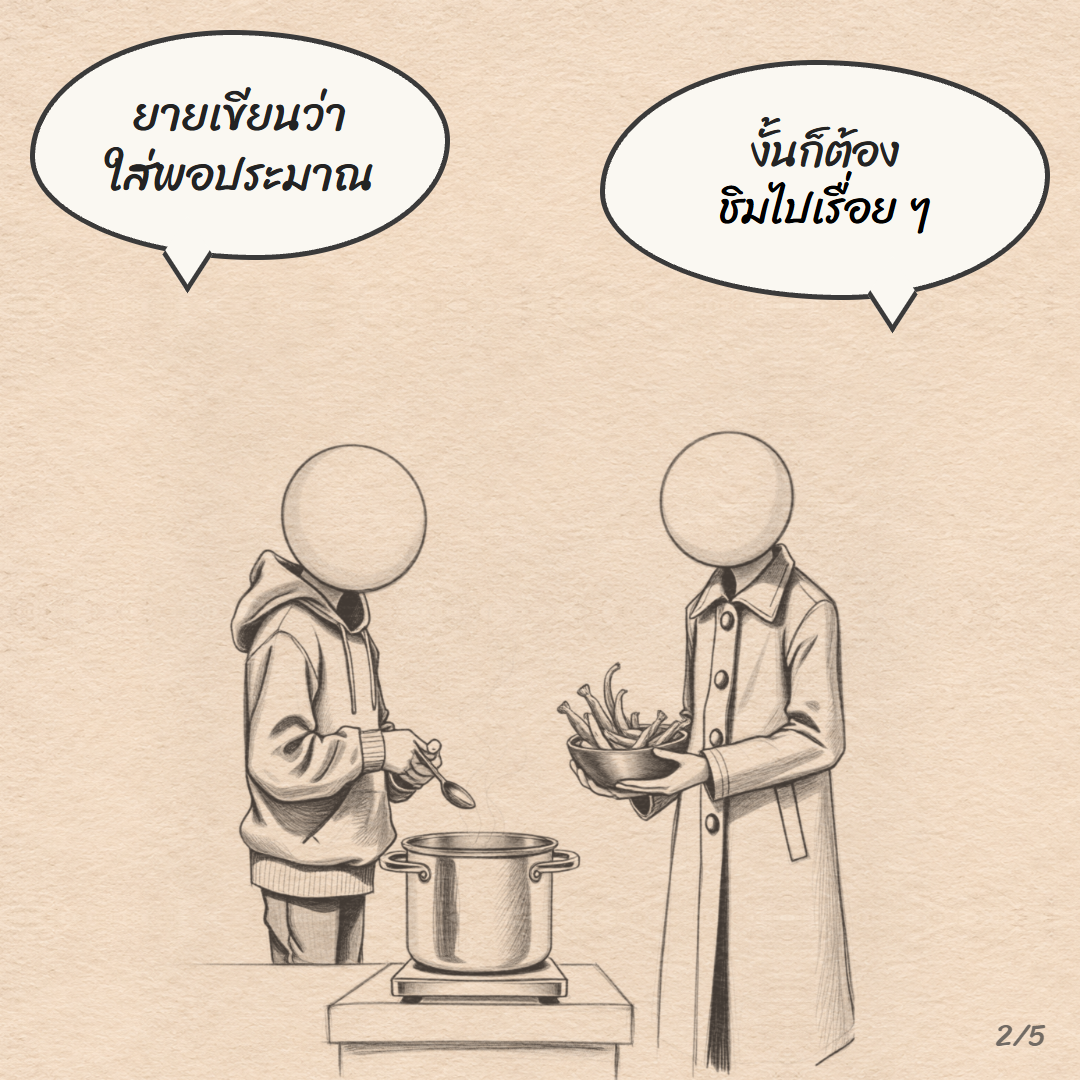 ยายเขียนว่า
ใส่พอประมาณ
งั้นก็ต้อง
ชิมไปเรื่อย ๆ
2/5